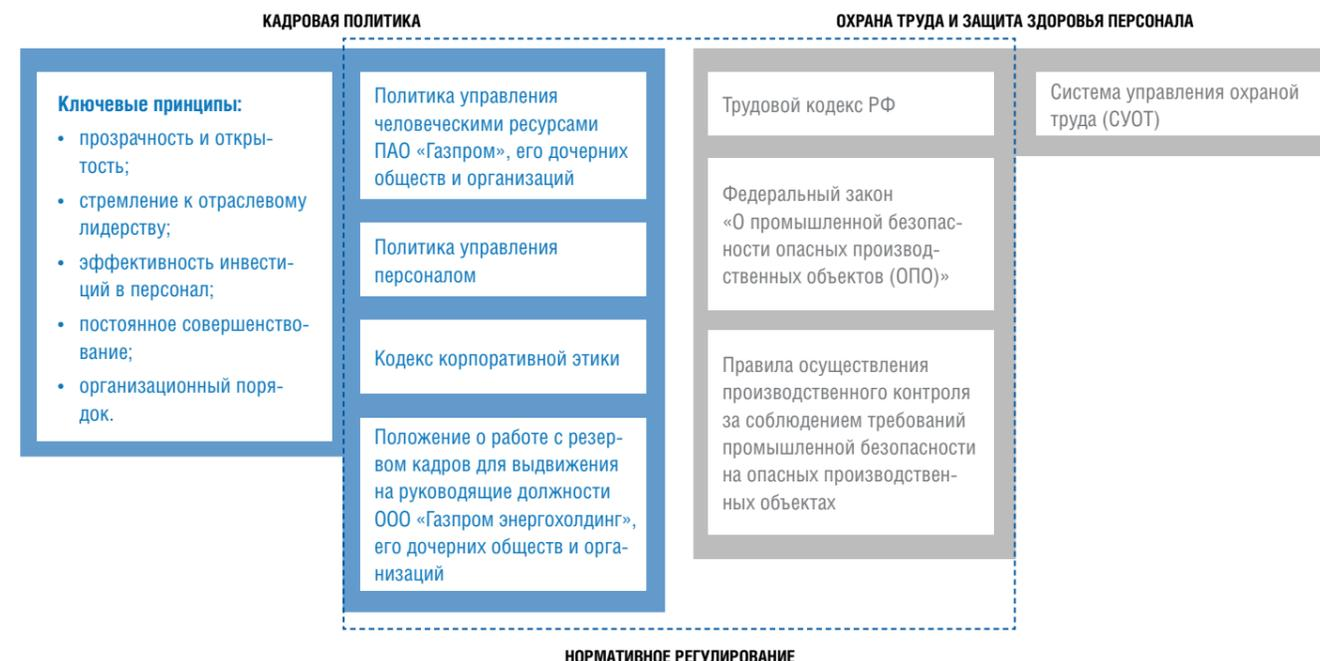 КАДРОВАЯ ПОЛИТИКА
ОХРАНА ТРУДА И ЗАЩИТА ЗДОРОВЬЯ ПЕРСОНАЛА
Ключевые принципы:
• прозрачность и откры-
тость;
• стремление к отраслевому
лидерству;
• эффективность инвести-
ций в персонал;
• постоянное совершенство-
вание;
• организационный поря-
док.
Политика управления
человеческими ресурсами
ПАО «Газпром», его дочерних
обществ и организаций
Политика управления
персоналом
Кодекс корпоративной этики
Положение о работе с резер-
вом кадров для выдвижения
на руководящие должности
ООО «Газпром энергохолдинг»,
его дочерних обществ и орга-
низаций
Трудовой кодекс РФ
Федеральный закон
«О промышленной безопас-
ности опасных производ-
ственных объектов (ОПО)»
Правила осуществления
производственного контроля
за соблюдением требований
промышленной безопасности
на опасных производствен-
ных объектах
Система управления охраной
труда (СУОТ)
НОРМАТИВНОЕ РЕГУЛИРОВАНИЕ